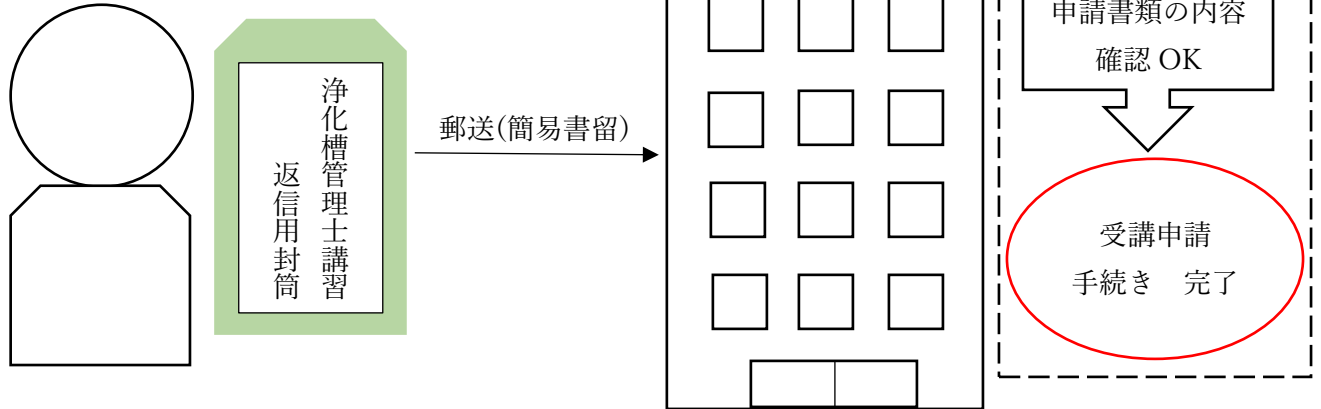 浄化槽管理士講習
返信用封筒
郵送(簡易書留)
申請書類の内容
確認 OK
受講申請
手続き　完了